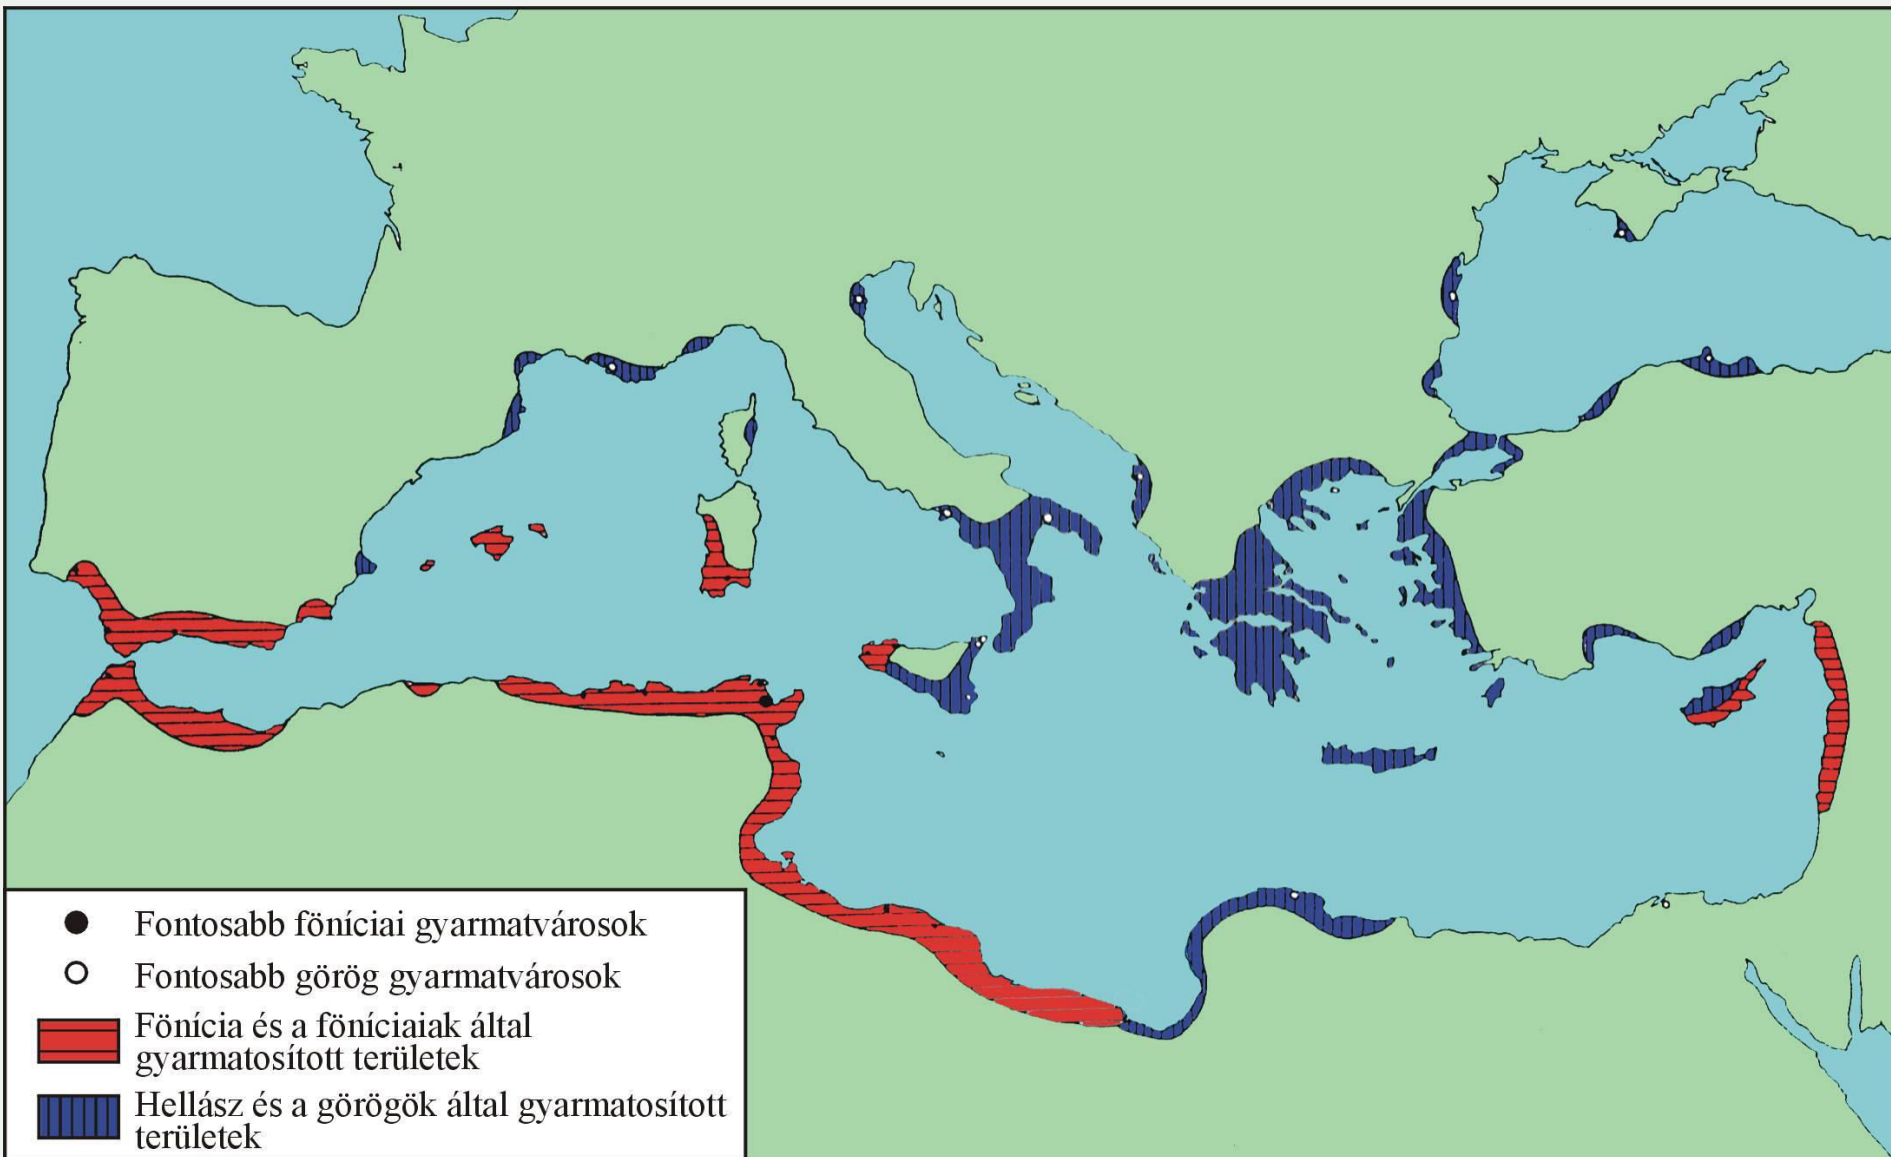 Fontosabb föníciai gyarmatvárosok
Fontosabb görög gyarmatvárosok
Fönícia és a föníciaiak által
gyarmatosított területek
Hellász és a görögök által gyarmatosított
területek